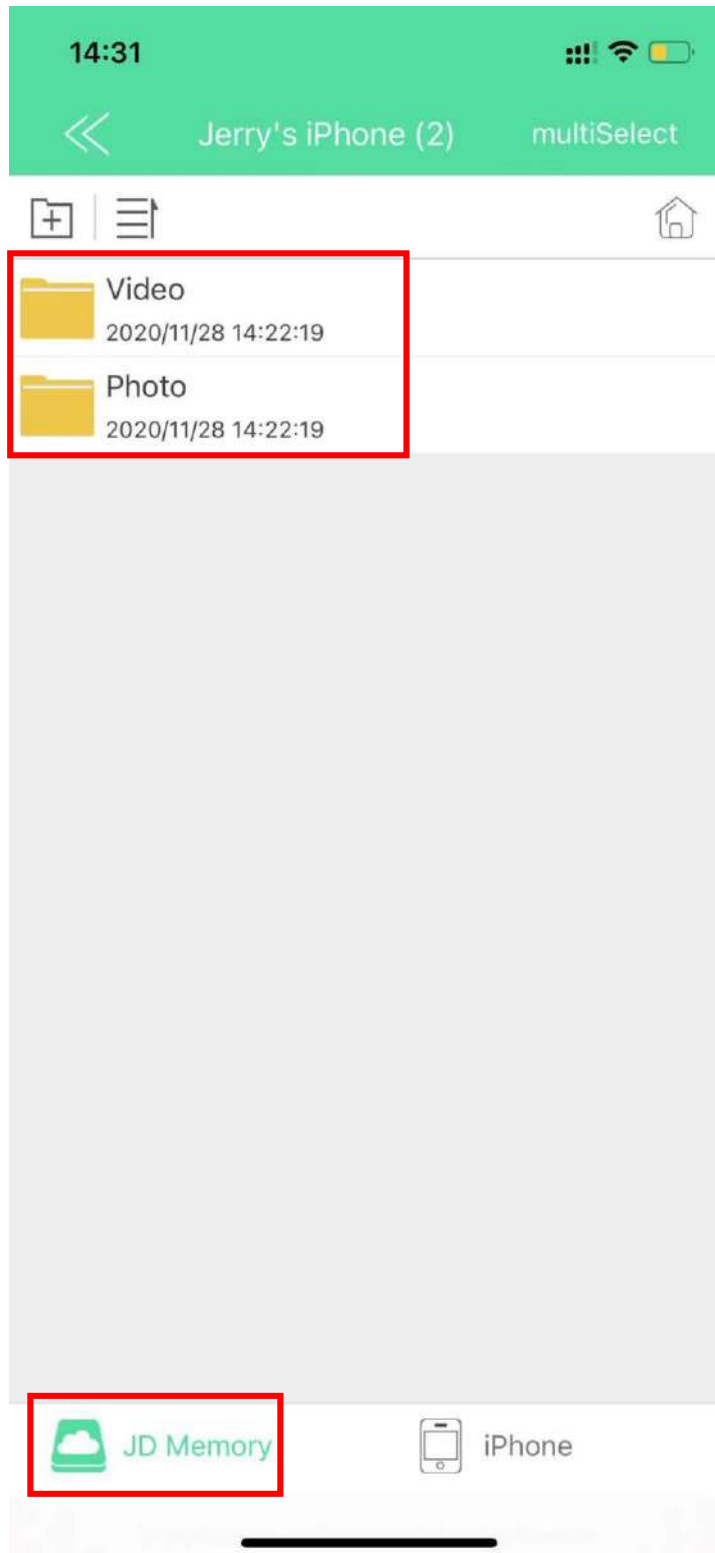 14:31
Jerry's iPhone (2) multiSelect
Video
2020/11/28 14:22:19
Photo
2020/11/28 14:22:19
JD Memory iPhone